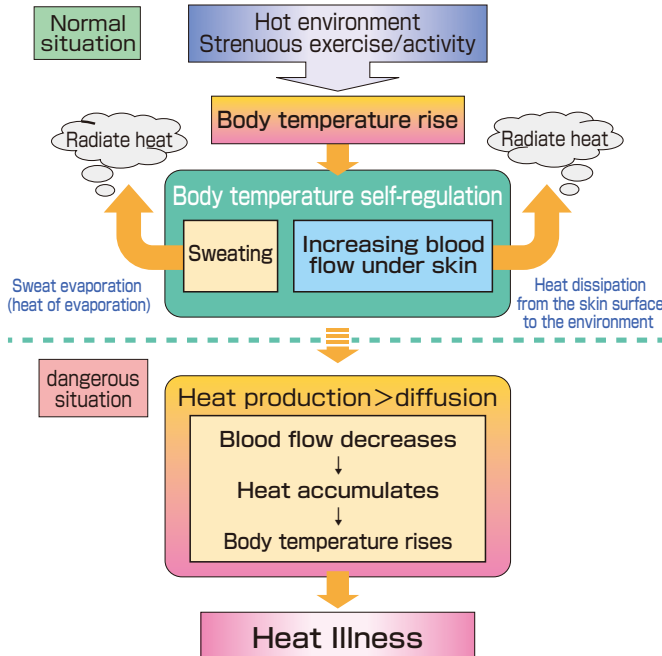 Normal
situation
Hot environment
Strenuous exercise/activity
Body temperature rise
Radiate heat
Radiate heat
Body temperature self-regulation
Sweating
Increasing blood
flow under skin
Sweat evaporation
(heat of evaporation)
Heat dissipation
from the skin surface
to the environment
dangerous
situation
Heat production>diffusion
Blood flow decreases
↓
Heat accumulates
↓
Body temperature rises
Heat Illness